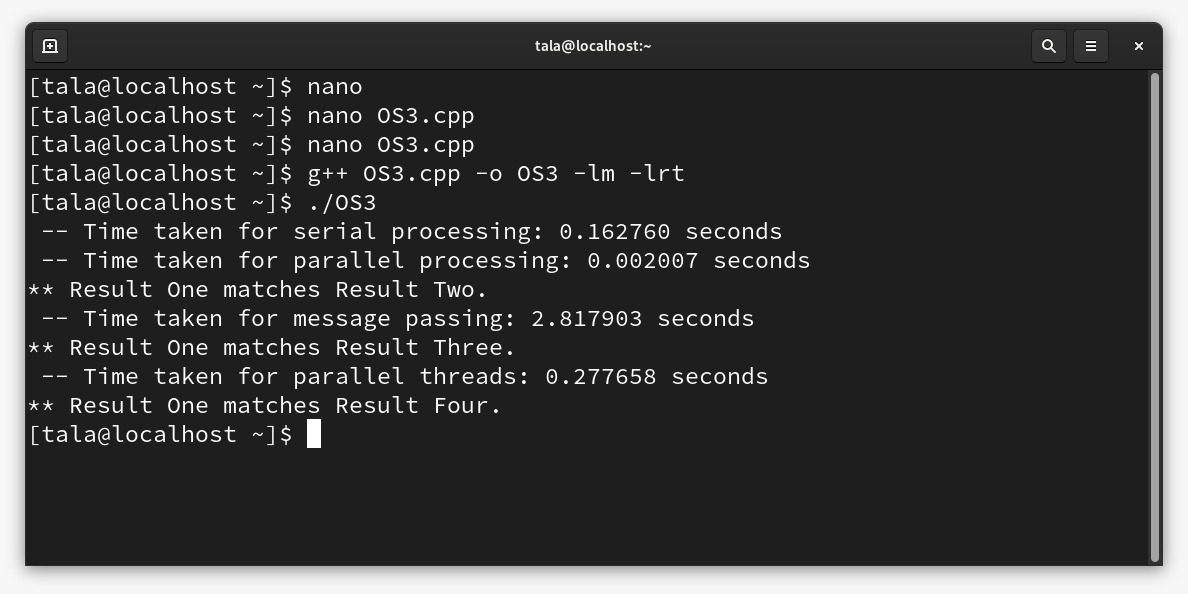 tala@localhost:~
[tala@localhost ~]$ nano
[tala@localhost ~]$ nano OS3.cpp
[tala@localhost ~]$ nano OS3.cpp
[tala@localhost ~]$ g++ OS3.cpp -o OS3 -lm -lrt
[tala@localhost ~]$ ./OS3
 -- Time taken for serial processing: 0.162760 seconds
 -- Time taken for parallel processing: 0.002007 seconds
** Result One matches Result Two.
 -- Time taken for message passing: 2.817903 seconds
** Result One matches Result Three.
 -- Time taken for parallel threads: 0.277658 seconds
** Result One matches Result Four.
[tala@localhost ~]$